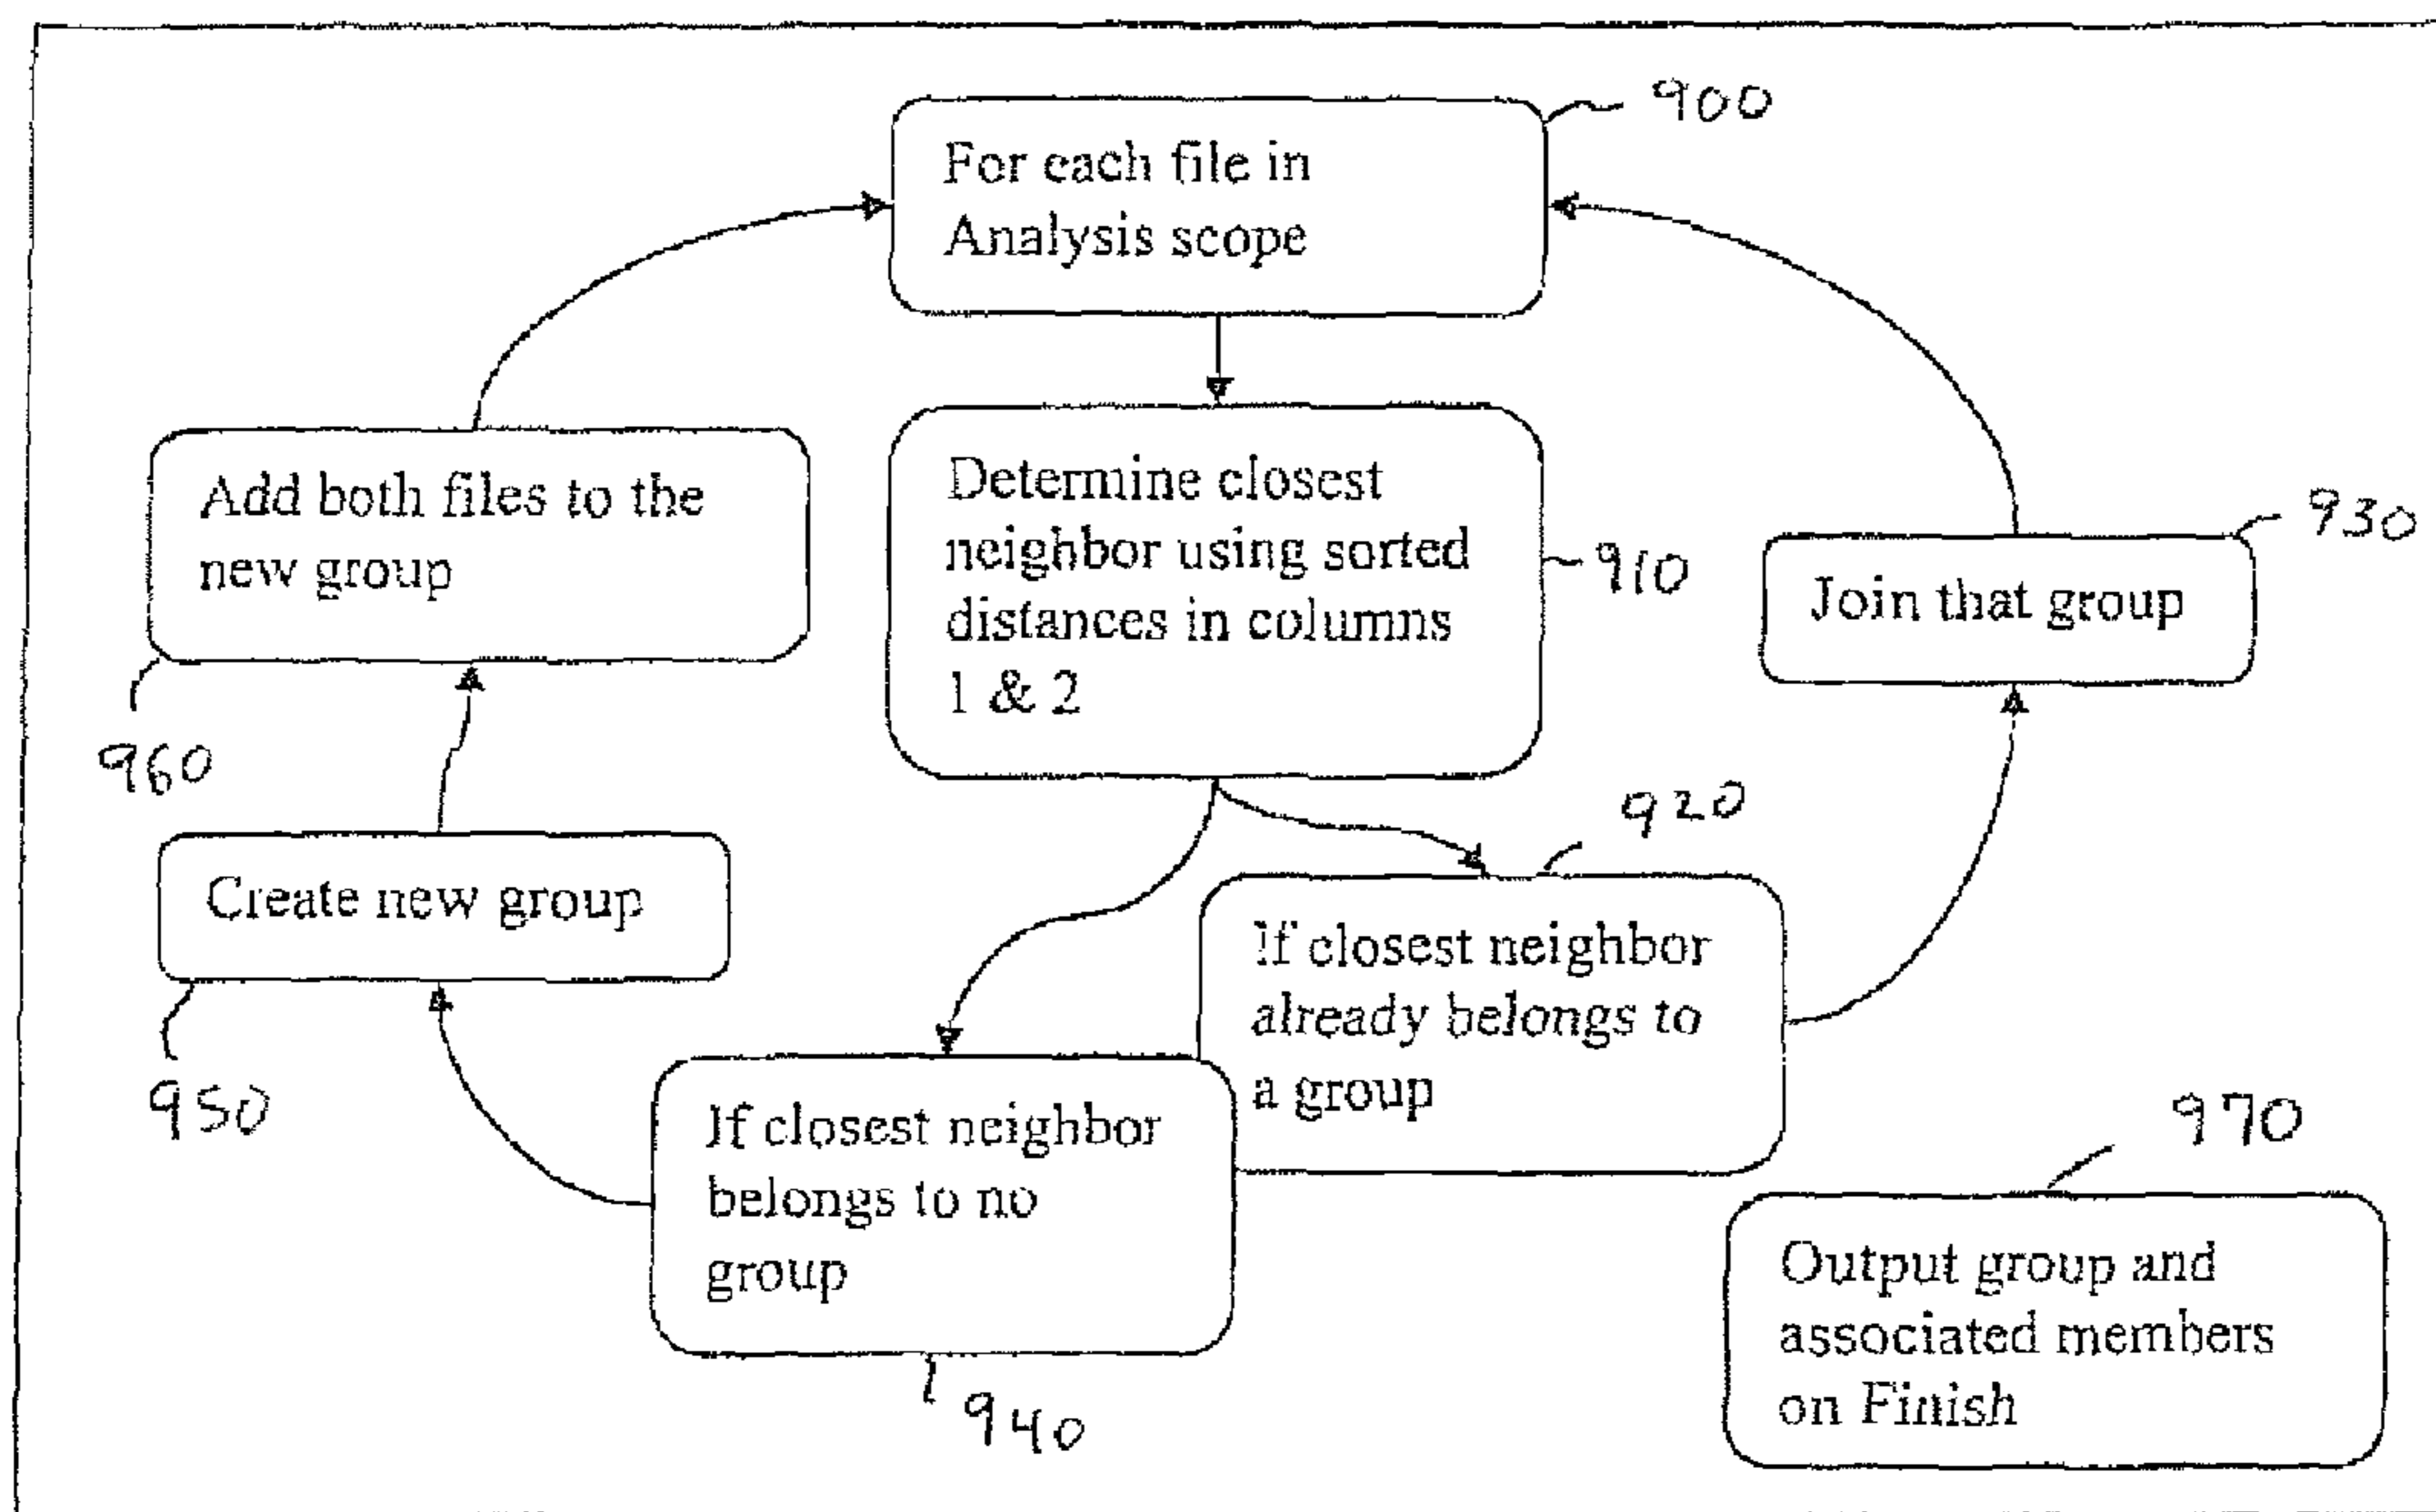 900
For each file in
Analysis scope
Add both files to the
new group
960
Determine closest
neighbor using sorted
distances in columns
1 & 2
910
930
Join that group
920
Create new group
950
If closest neighbor
already belongs to
a group
If closest neighbor
belongs to no
group
940
970
Output group and
associated members
on Finish